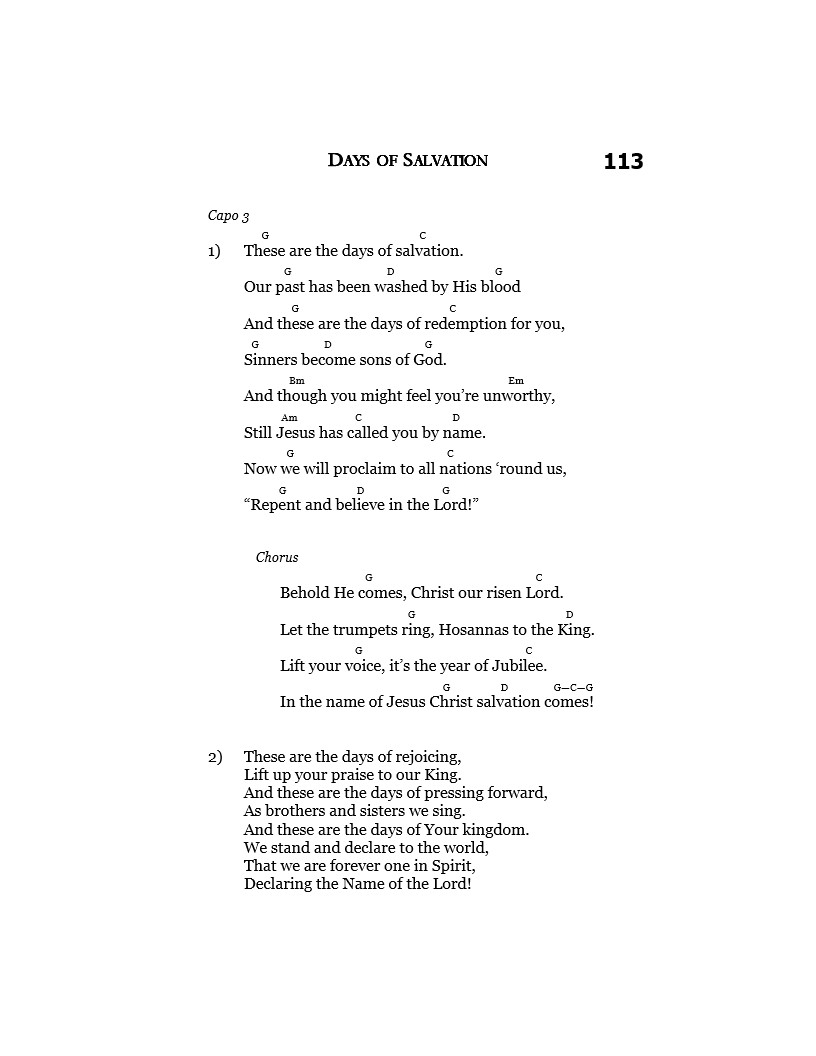 DAYS OF SALVATION 113
Capo 3
G C
1) These are the days of salvation.
G D G
Our past has been washed by His blood
G C
And these are the days of redemption for you,
G D G
Sinners become sons of God.
Bm Em
And though you might feel you’re unworthy,
Am C D
Still Jesus has called you by name.
G C
Now we will proclaim to all nations ‘round us,
G D G
“Repent and believe in the Lord!”
Chorus
G C
Behold He comes, Christ our risen Lord.
G D
Let the trumpets ring, Hosannas to the King.
G C
Lift your voice, it’s the year of Jubilee.
G D G—C—G
In the name of Jesus Christ salvation comes!
2) These are the days of rejoicing,
Lift up your praise to our King.
And these are the days of pressing forward,
As brothers and sisters we sing.
And these are the days of Your kingdom.
We stand and declare to the world,
That we are forever one in Spirit,
Declaring the Name of the Lord!